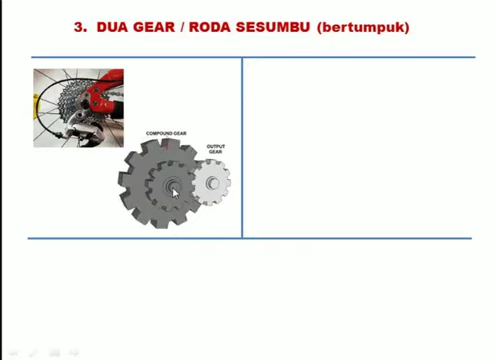 3. DUA GEAR / RODA SESUMBU (bertumpuk)
COMPOUND GEAR
OUTPUT
GEAR